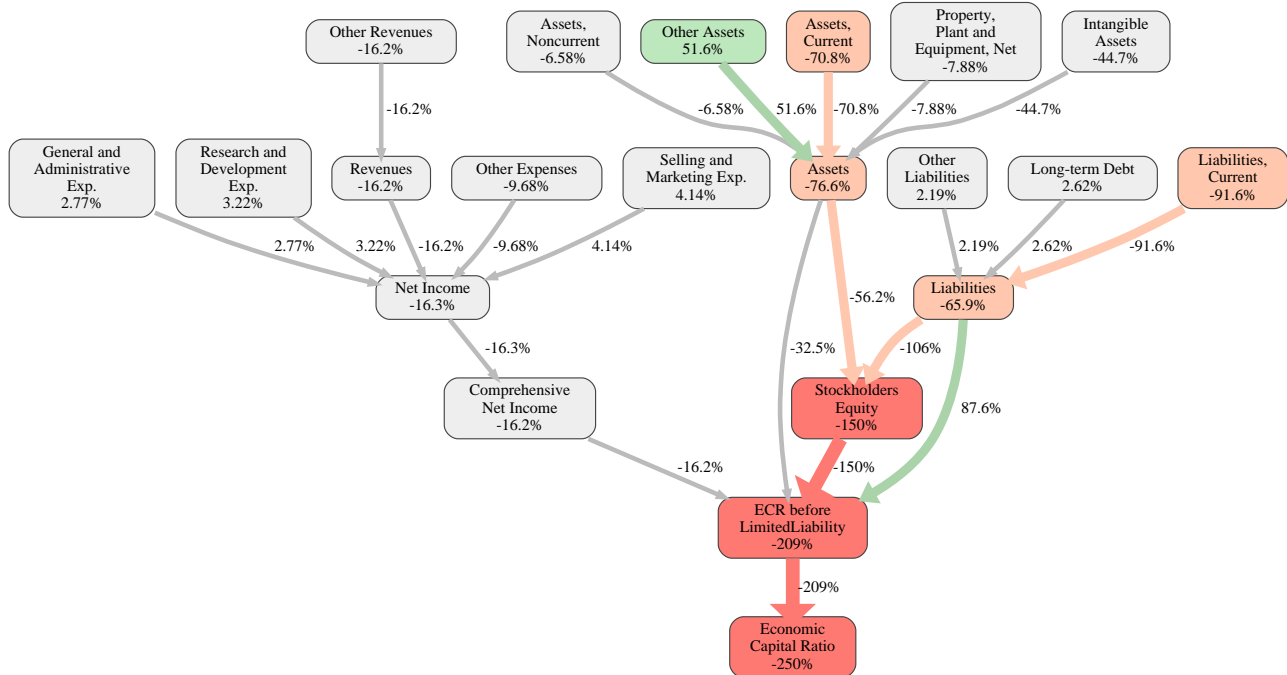 Other Revenues
-16.2%
Assets,
Noncurrent
-6.58%
Other Assets
51.6%
Assets,
Current
-70.8%
Property,
Plant and
Equipment, Net
-7.88%
Intangible
Assets
-44.7%
-16.2%
-6.58%
51.6%
-70.8%
-7.88%
-44.7%
General and
Administrative
Exp.
2.77%
Research and
Development
Exp.
3.22%
Revenues
-16.2%
Other Expenses
-9.68%
Selling and
Marketing Exp.
4.14%
Assets
-76.6%
Other
Liabilities
2.19%
Long-term Debt
2.62%
Liabilities,
Current
-91.6%
2.77%
3.22%
-16.2%
-9.68%
4.14%
2.19%
2.62%
-91.6%
Net Income
-16.3%
Liabilities
-65.9%
-56.2%
-16.3%
-32.5%
-106%
Comprehensive
Net Income
-16.2%
Stockholders
Equity
-150%
87.6%
-16.2%
-150%
ECR before
LimitedLiability
-209%
-209%
Economic
Capital Ratio
-250%